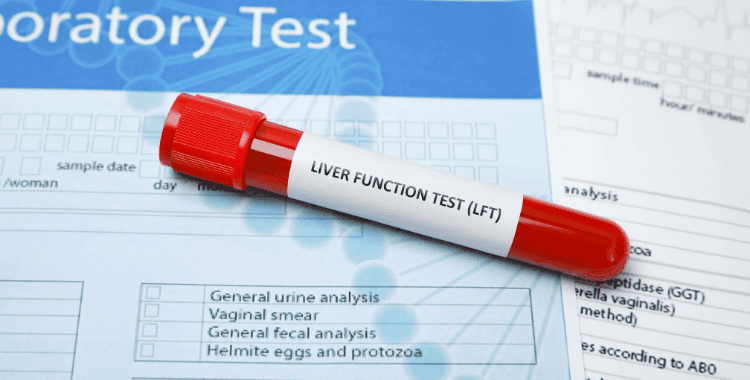 boratory Test
sample date
/woman
day
LIVER FUNCTION TEST (LFT)
General urine analysis
Vaginal smear
General fecal analysis
Helmite eggs and protozoa
sample time
hour/ minutes
analysis
zoa
eptidase (GGT)
erella vaginalis)
method)
es according to AB0